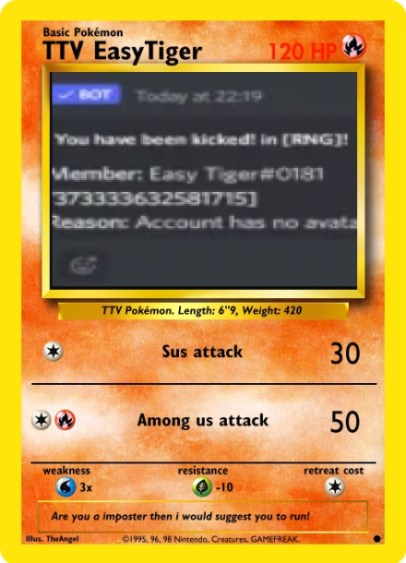 Basic Pokémon
TTV EasyTiger
120 HP
BOT Today at 22:19
You have been kicked! in [RNG]!
Member: Easy Tiger#0181
373333632581715]
Reason: Account has no avata
TTV Pokémon. Length: 6"9, Weight: 420
Sus attack 30
Among us attack 50
weakness resistance retreat cost
3x -10
Are you a imposter then i would suggest you to run!
Illus. TheAngel ©1995, 96, 98 Nintendo, Creatures, GAMEFREAK.